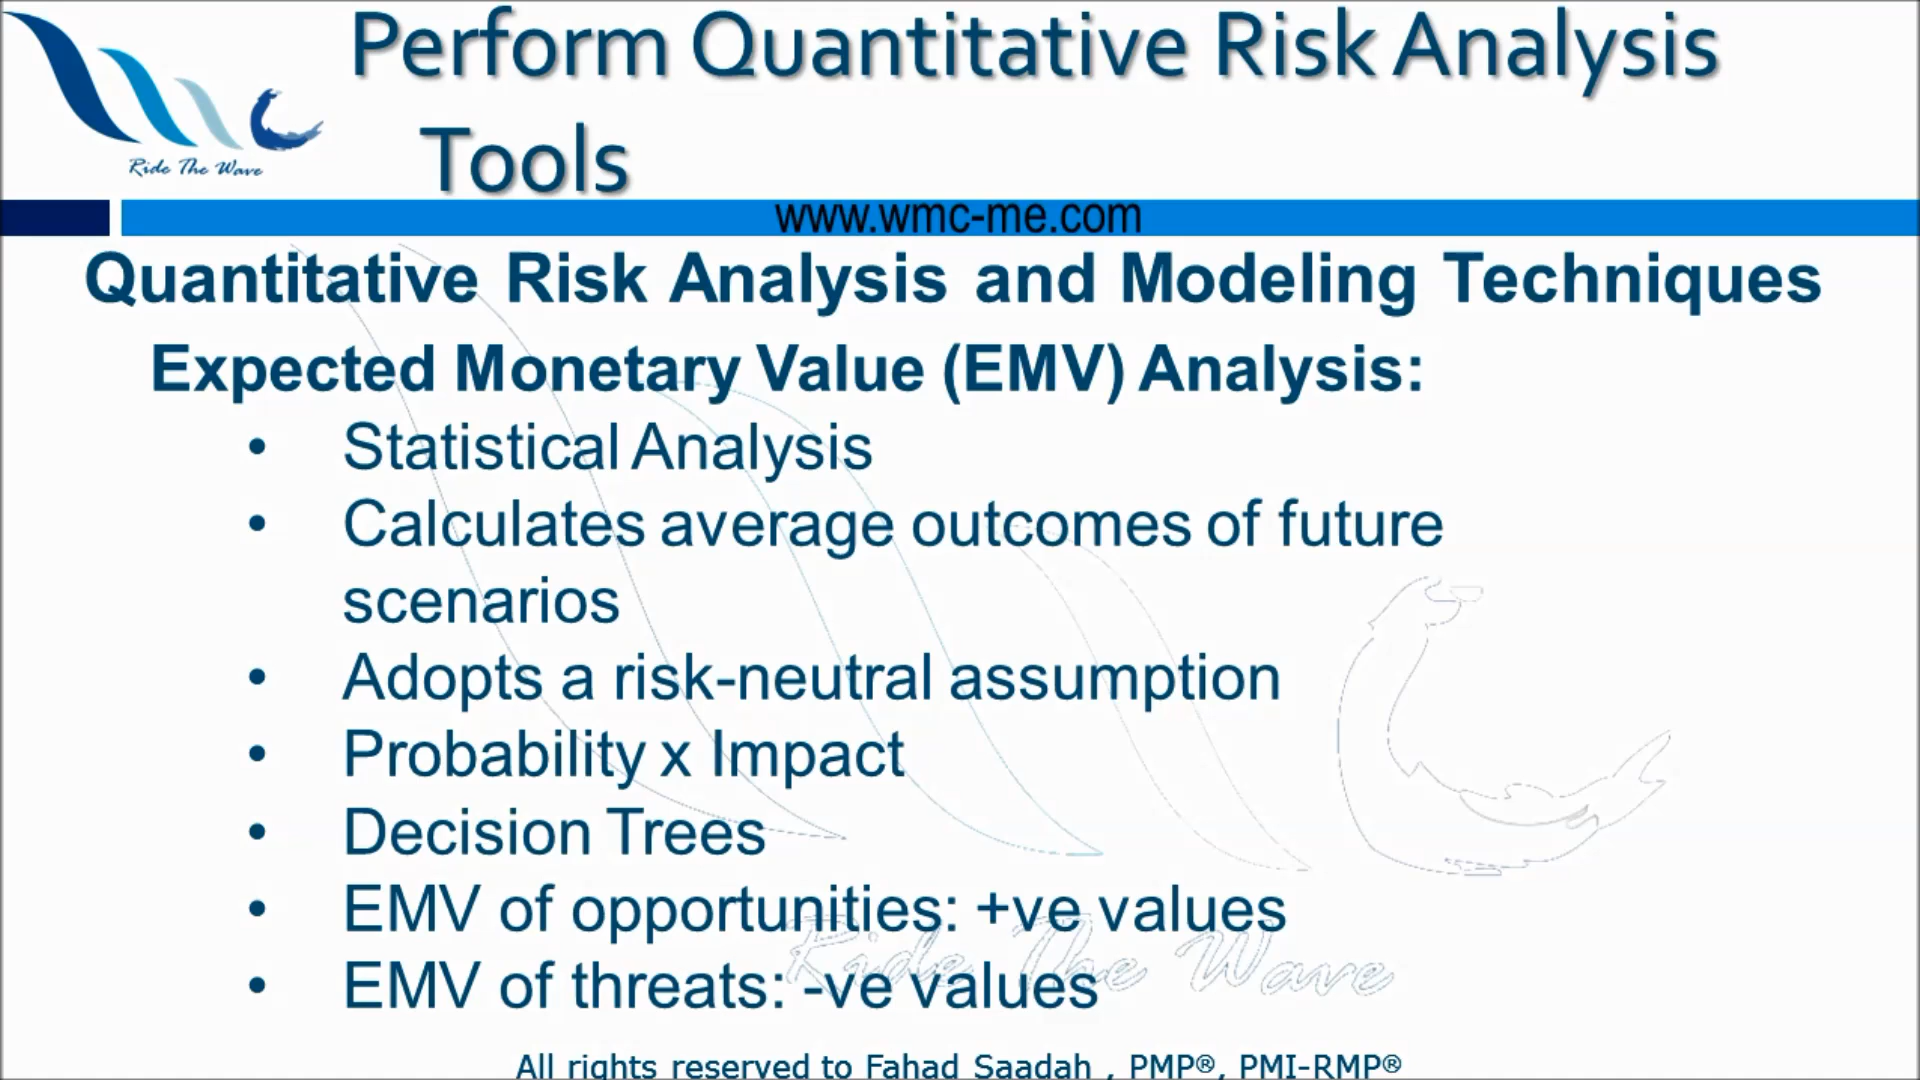 Perform Quantitative Risk Analysis
Tools
Ride The Wave
www.wmc-me.com
Quantitative Risk Analysis and Modeling Techniques
Expected Monetary Value (EMV) Analysis:
• Statistical Analysis
• Calculates average outcomes of future
scenarios
• Adopts a risk-neutral assumption
• Probability x Impact
• Decision Trees
• EMV of opportunities: +ve values
• EMV of threats: -ve values
Ride The Wave
All rights reserved to Fahad Saadah , PMP®, PMI-RMP®